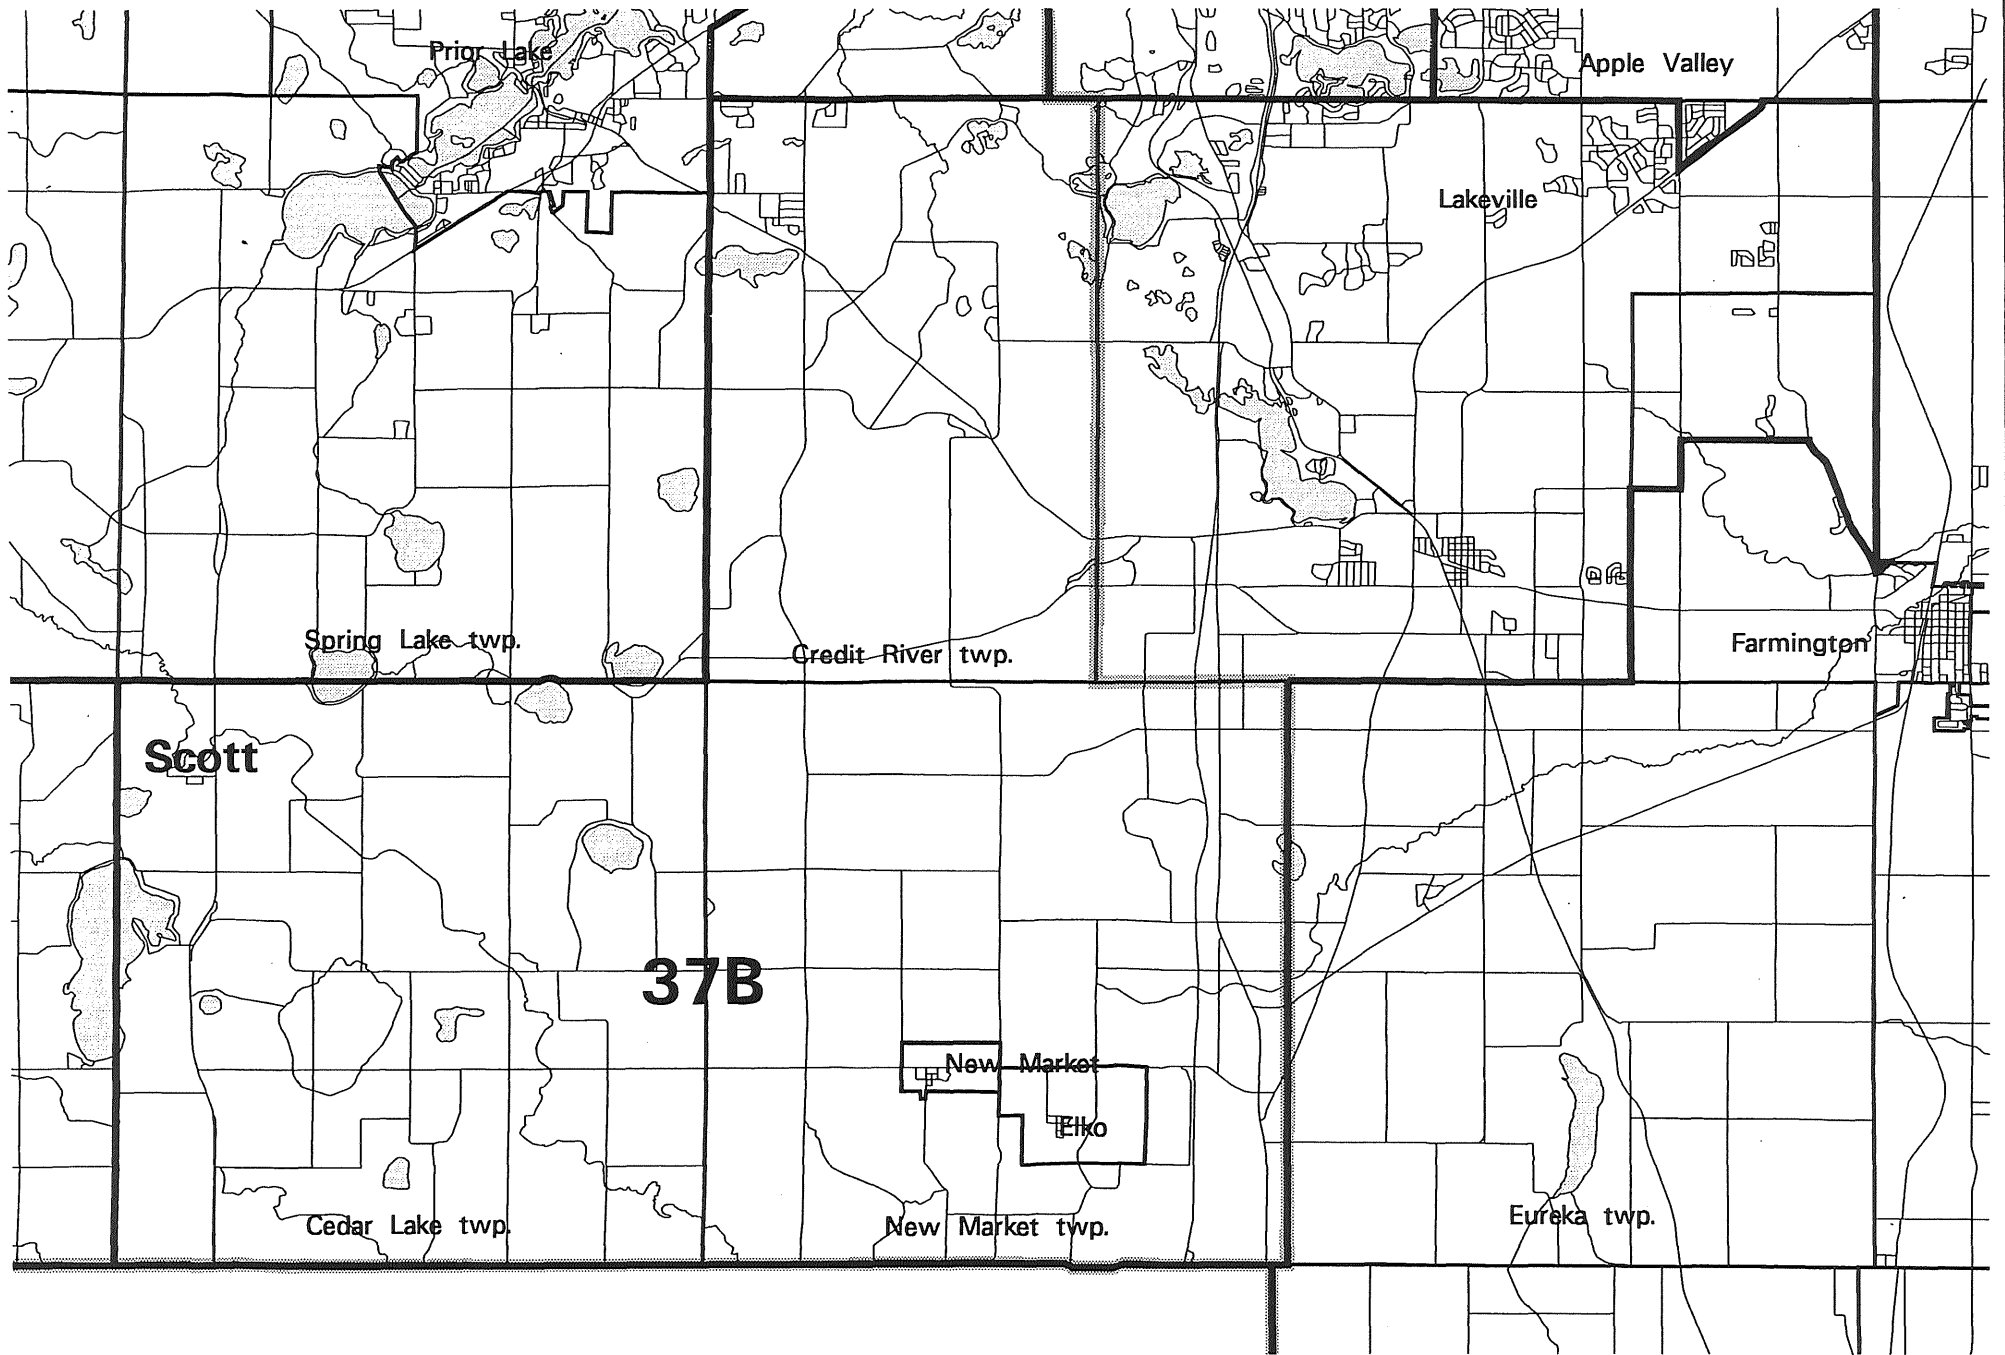 Prior Lake
Apple Valley
Lakeville
Spring Lake twp.
Credit River twp.
Farmington
Scott
37B
New Market
Elko
Cedar Lake twp.
New Market twp.
Eureka twp.